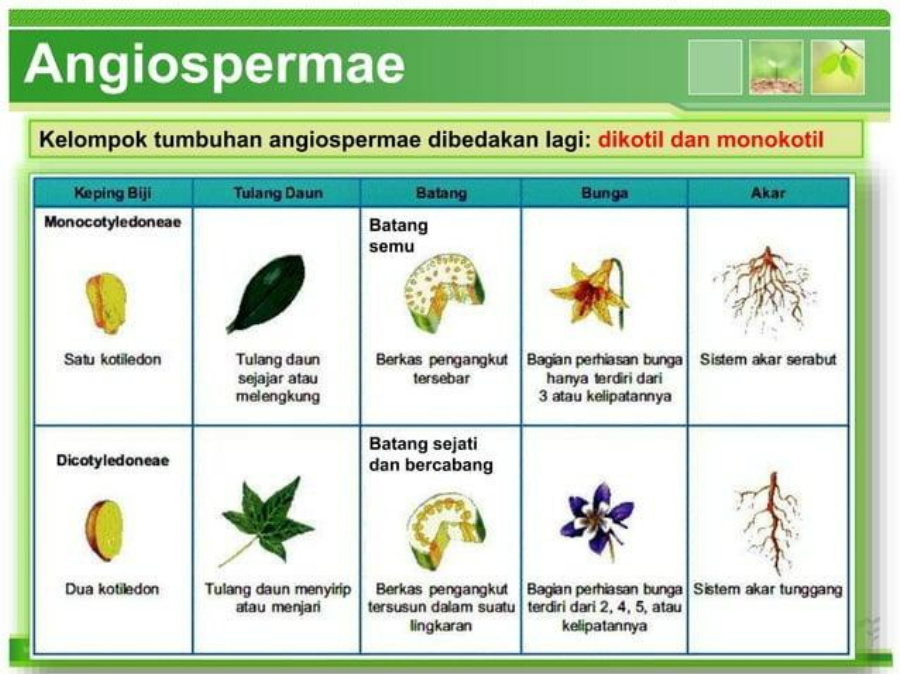 Angiospermae
Kelompok tumbuhan angiospermae dibedakan lagi: dikotil dan monokotil
Keping Biji
Tulang Daun
Batang
Bunga
Akar
Monocotyledoneae
Satu kotiledon
Tulang daun
sejajar atau
melengkung
Batang
semu
Berkas pengangkut
tersebar
Bagian perhiasan bunga
hanya terdiri dari
3 atau kelipatannya
Sistem akar serabut
Dicotyledoneae
Dua kotiledon
Tulang daun menyirip
atau menjari
Batang sejati
dan bercabang
Berkas pengangkut
tersusun dalam suatu
lingkaran
Bagian perhiasan bunga
terdiri dari 2, 4, 5, atau
kelipatannya
Sistem akar tunggang